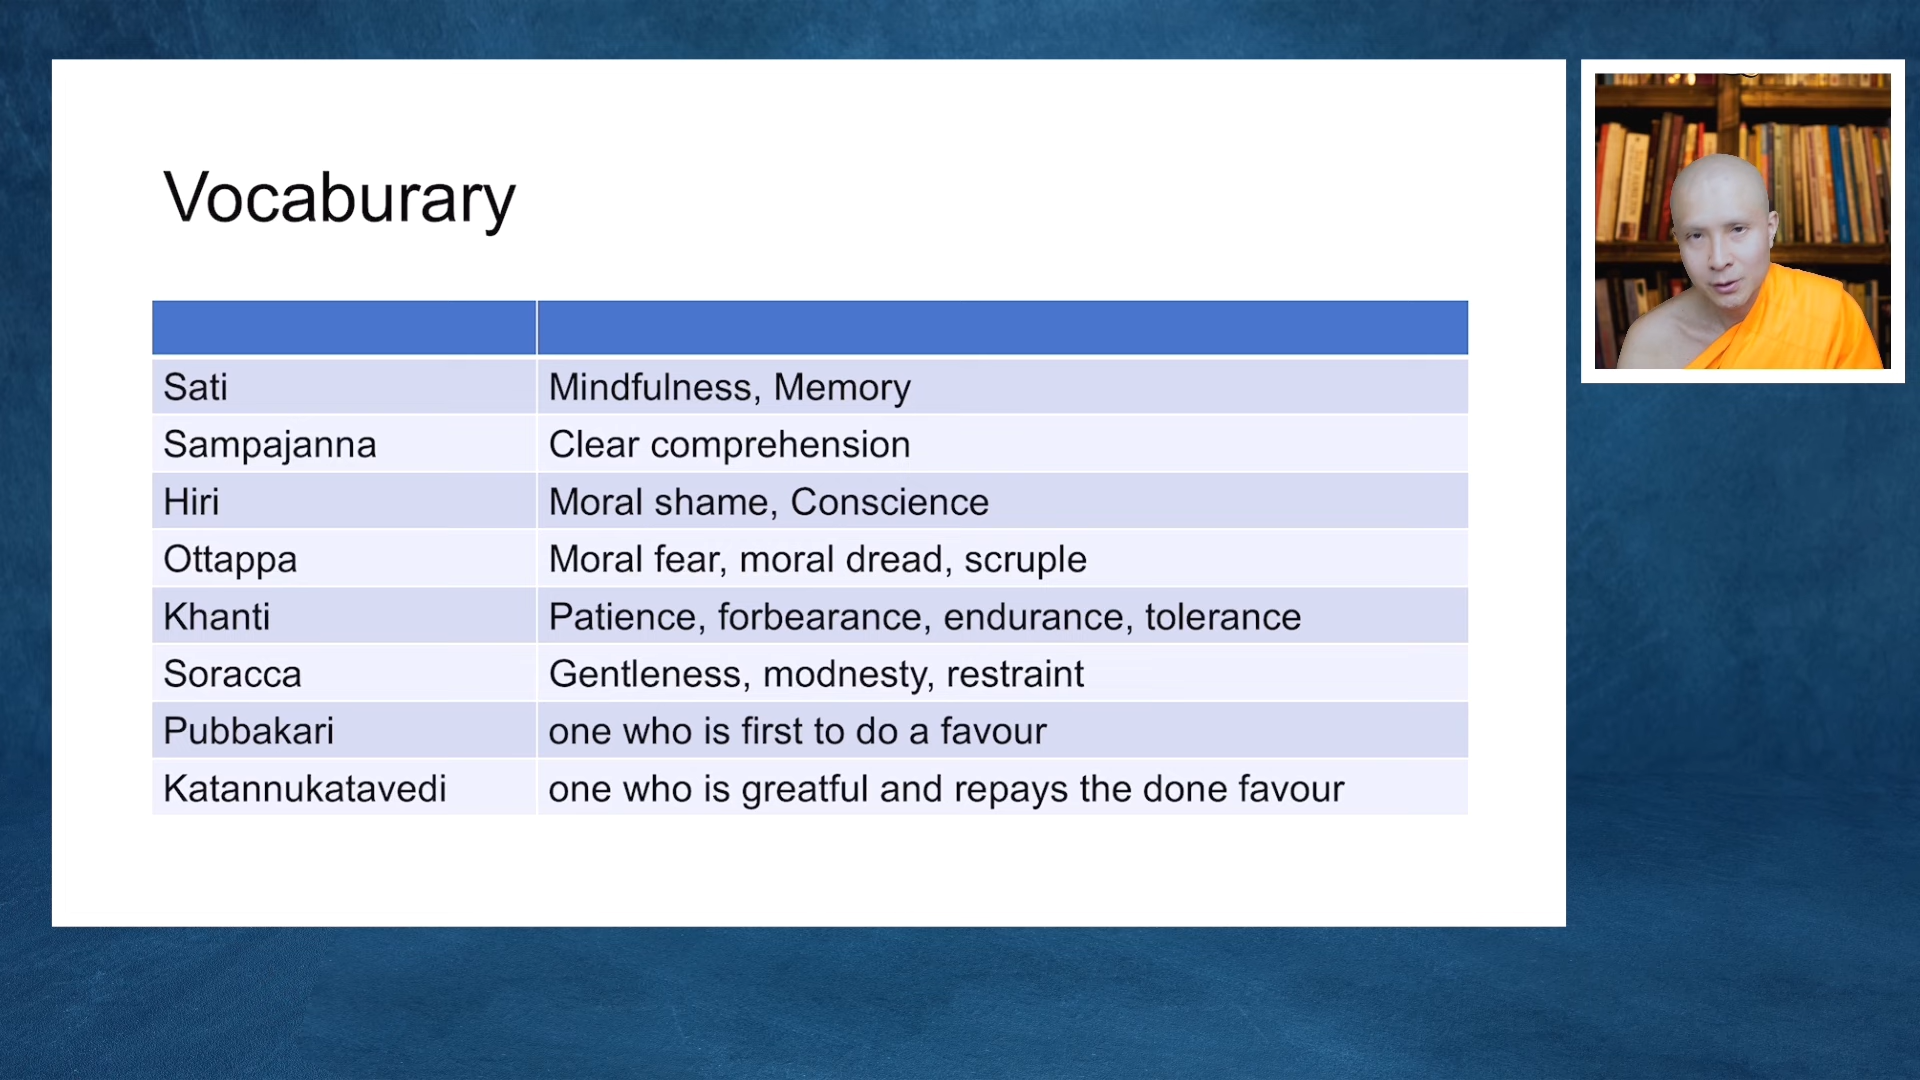 Vocaburary
Sati Mindfulness, Memory
Sampajanna Clear comprehension
Hiri Moral shame, Conscience
Ottappa Moral fear, moral dread, scruple
Khanti Patience, forbearance, endurance, tolerance
Soracca Gentleness, modnesty, restraint
Pubbakari one who is first to do a favour
Katannukatavedi one who is greatful and repays the done favour